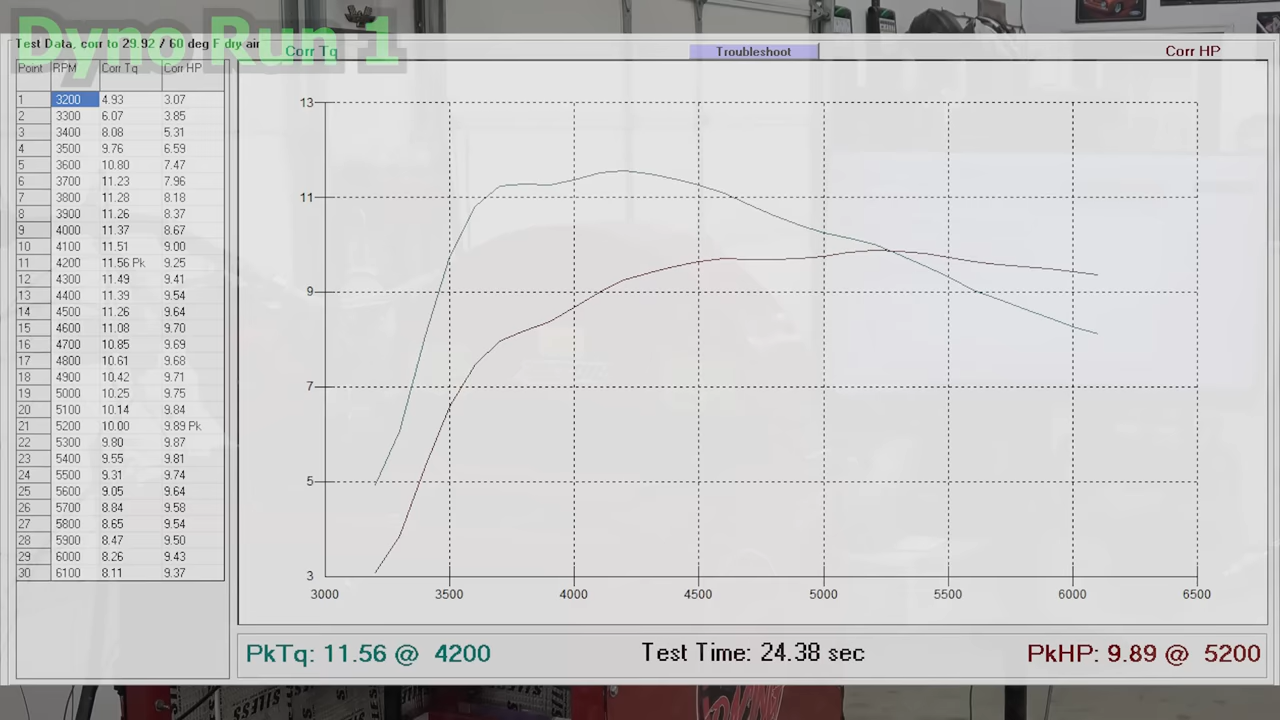 Dyno Run 1
Test Data, corr to 29.92 / 60 deg F dry air
Corr Tq
Troubleshoot
Corr HP
Point RPM Corr Tq Corr HP
1 3200 4.93 3.07
2 3300 6.07 3.85
3 3400 8.08 5.31
4 3500 9.76 6.59
5 3600 10.80 7.47
6 3700 11.23 7.96
7 3800 11.28 8.18
8 3900 11.26 8.37
9 4000 11.37 8.67
10 4100 11.51 9.00
11 4200 11.56 Pk 9.25
12 4300 11.49 9.41
13 4400 11.39 9.54
14 4500 11.26 9.64
15 4600 11.08 9.70
16 4700 10.85 9.69
17 4800 10.61 9.68
18 4900 10.42 9.71
19 5000 10.25 9.75
20 5100 10.14 9.84
21 5200 10.00 9.89 Pk
22 5300 9.80 9.87
23 5400 9.55 9.81
24 5500 9.31 9.74
25 5600 9.05 9.64
26 5700 8.84 9.58
27 5800 8.65 9.54
28 5900 8.47 9.50
29 6000 8.26 9.43
30 6100 8.11 9.37
13
11
9
7
5
3
3000 3500 4000 4500 5000 5500 6000 6500
PkTq: 11.56 @ 4200
Test Time: 24.38 sec
PkHP: 9.89 @ 5200